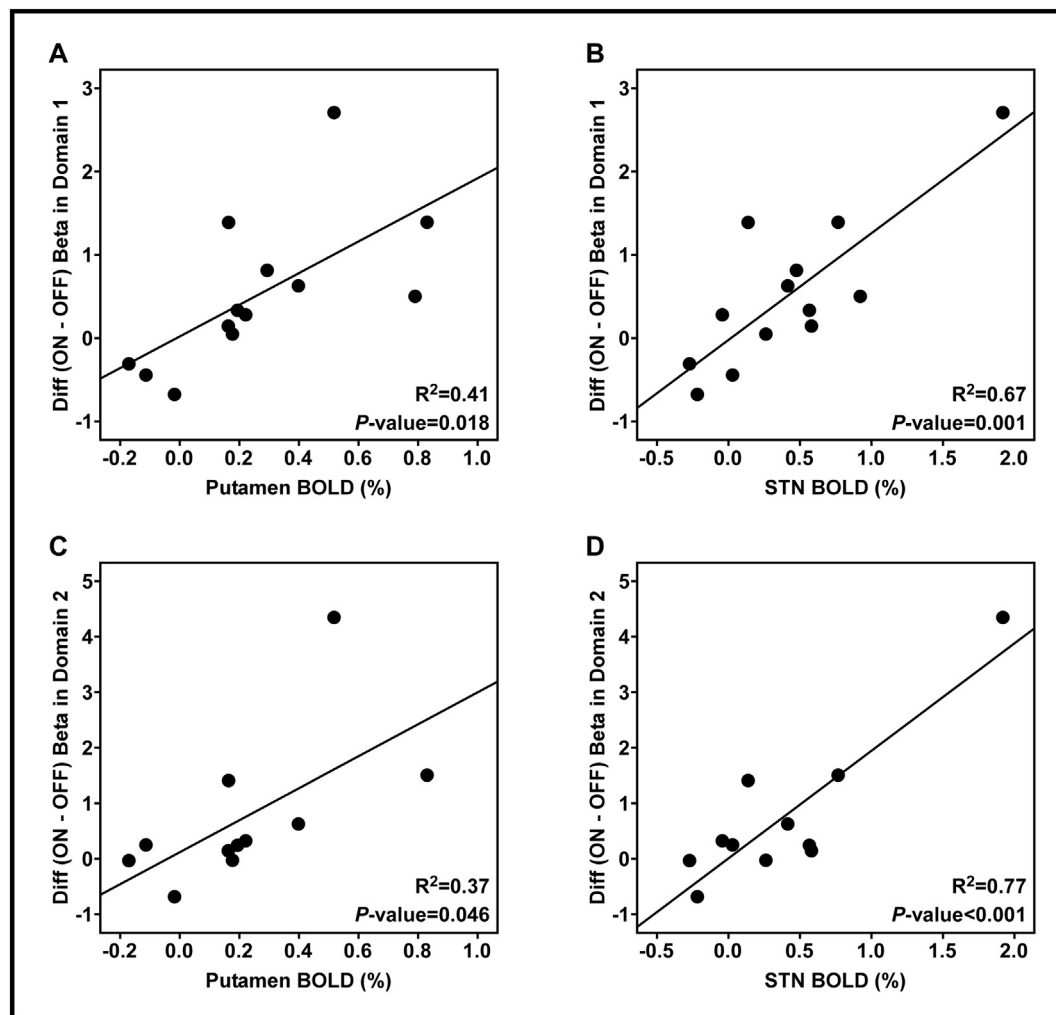 A
Diff (ON - OFF) Beta in Domain 1
3
2
1
0
-1
R²=0.41
P-value=0.018
-0.2 0.0 0.2 0.4 0.6 0.8 1.0
Putamen BOLD (%)
B
Diff (ON - OFF) Beta in Domain 1
3
2
1
0
-1
R²=0.67
P-value=0.001
-0.5 0.0 0.5 1.0 1.5 2.0
STN BOLD (%)
C
Diff (ON - OFF) Beta in Domain 2
5
4
3
2
1
0
-1
R²=0.37
P-value=0.046
-0.2 0.0 0.2 0.4 0.6 0.8 1.0
Putamen BOLD (%)
D
Diff (ON - OFF) Beta in Domain 2
5
4
3
2
1
0
-1
R²=0.77
P-value<0.001
-0.5 0.0 0.5 1.0 1.5 2.0
STN BOLD (%)